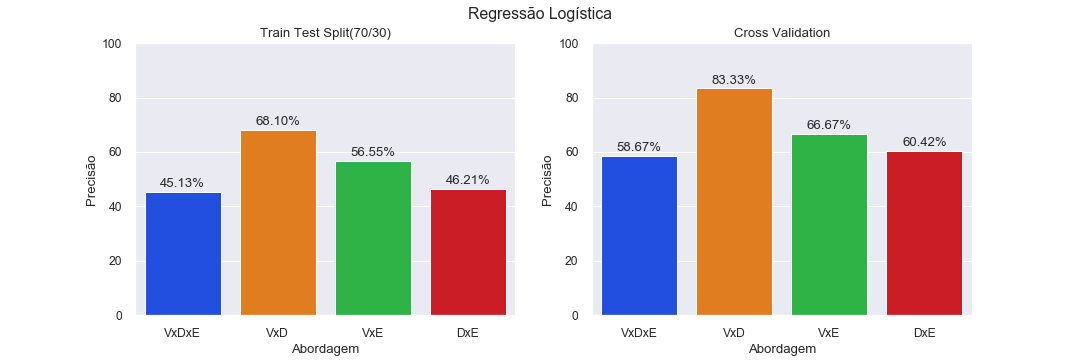 Regressão Logística
Train Test Split(70/30)
100
80
60
40
20
0
Precisão
45.13%
68.10%
56.55%
46.21%
VxDxE
VxD
VxE
DxE
Abordagem
Cross Validation
100
80
60
40
20
0
Precisão
58.67%
83.33%
66.67%
60.42%
VxDxE
VxD
VxE
DxE
Abordagem